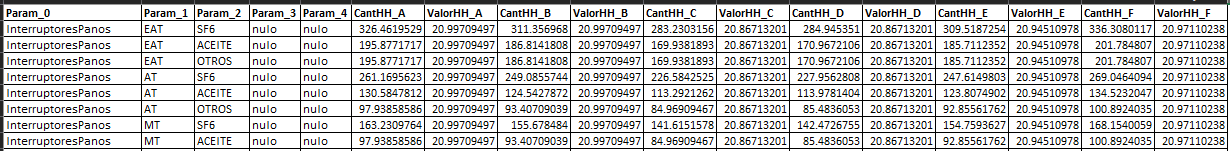 Param_0 Param_1 Param_2 Param_3 Param_4 CantHH_A ValorHH_A CantHH_B ValorHH_B CantHH_C ValorHH_C CantHH_D ValorHH_D CantHH_E ValorHH_E CantHH_F ValorHH_F
InterruptoresPanos EAT SF6 nulo nulo 326.4619529 20.99709497 311.356968 20.99709497 283.2303156 20.86713201 284.945351 20.86713201 309.5187254 20.94510978 336.3080117 20.97110238
InterruptoresPanos EAT ACEITE nulo nulo 195.8771717 20.99709497 186.8141808 20.99709497 169.9381893 20.86713201 170.9672106 20.86713201 185.7112352 20.94510978 201.784807 20.97110238
InterruptoresPanos EAT OTROS nulo nulo 195.8771717 20.99709497 186.8141808 20.99709497 169.9381893 20.86713201 170.9672106 20.86713201 185.7112352 20.94510978 201.784807 20.97110238
InterruptoresPanos AT SF6 nulo nulo 261.1695623 20.99709497 249.0855744 20.99709497 226.5842525 20.86713201 227.9562808 20.86713201 247.6149803 20.94510978 269.0464094 20.97110238
InterruptoresPanos AT ACEITE nulo nulo 130.5847812 20.99709497 124.5427872 20.99709497 113.2921262 20.86713201 113.9781404 20.86713201 123.8074902 20.94510978 134.5232047 20.97110238
InterruptoresPanos AT OTROS nulo nulo 97.93858586 20.99709497 93.40709039 20.99709497 84.96909467 20.86713201 85.4836053 20.86713201 92.85561762 20.94510978 100.8924035 20.97110238
InterruptoresPanos MT SF6 nulo nulo 163.2309764 20.99709497 155.678484 20.99709497 141.6151578 20.86713201 142.4726755 20.86713201 154.7593627 20.94510978 168.1540059 20.97110238
InterruptoresPanos MT ACEITE nulo nulo 97.93858586 20.99709497 93.40709039 20.99709497 84.96909467 20.86713201 85.4836053 20.86713201 92.85561762 20.94510978 100.8924035 20.97110238